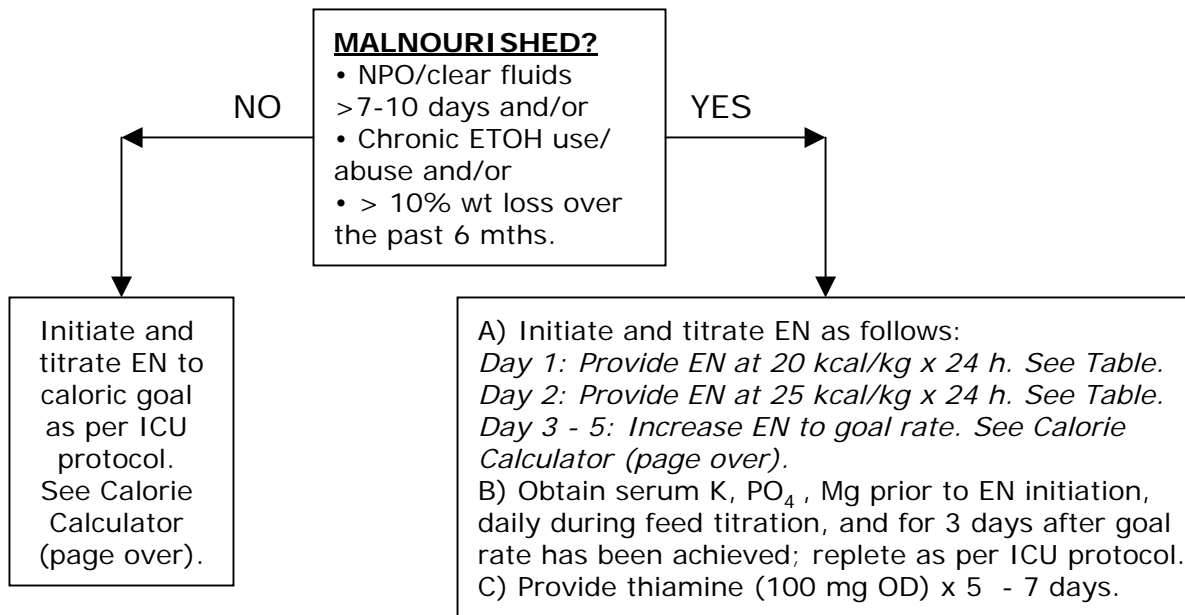 MALNOURISHED?
• NPO/clear fluids
>7-10 days and/or
• Chronic ETOH use/
abuse and/or
• > 10% wt loss over
the past 6 mths.
NO
YES
Initiate and
titrate EN to
caloric goal
as per ICU
protocol.
See Calorie
Calculator
(page over).
A) Initiate and titrate EN as follows:
Day 1: Provide EN at 20 kcal/kg x 24 h. See Table.
Day 2: Provide EN at 25 kcal/kg x 24 h. See Table.
Day 3 - 5: Increase EN to goal rate. See Calorie
Calculator (page over).
B) Obtain serum K, PO₄ , Mg prior to EN initiation,
daily during feed titration, and for 3 days after goal
rate has been achieved; replete as per ICU protocol.
C) Provide thiamine (100 mg OD) x 5 - 7 days.